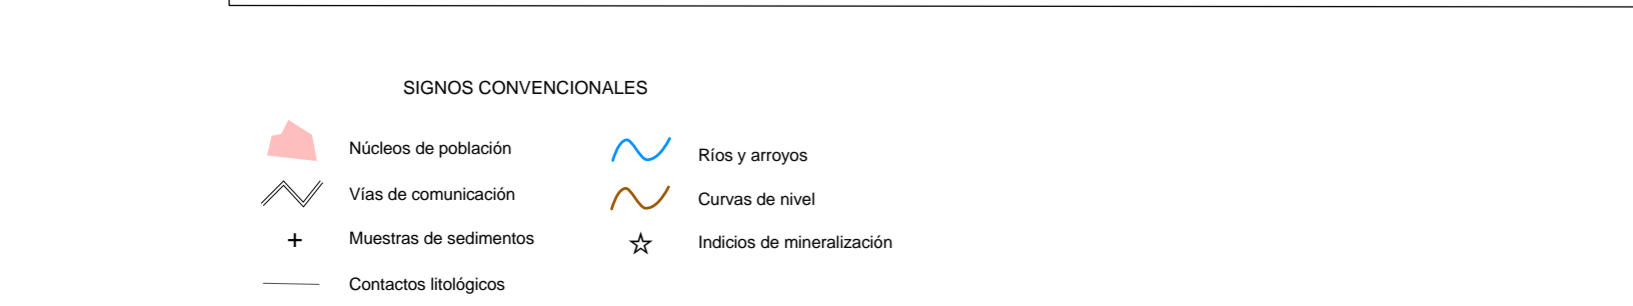 SIGNOS CONVENCIONALES
Núcleos de población
Vías de comunicación
Muestras de sedimentos
Contactos litológicos
Ríos y arroyos
Curvas de nivel
Indicios de mineralización